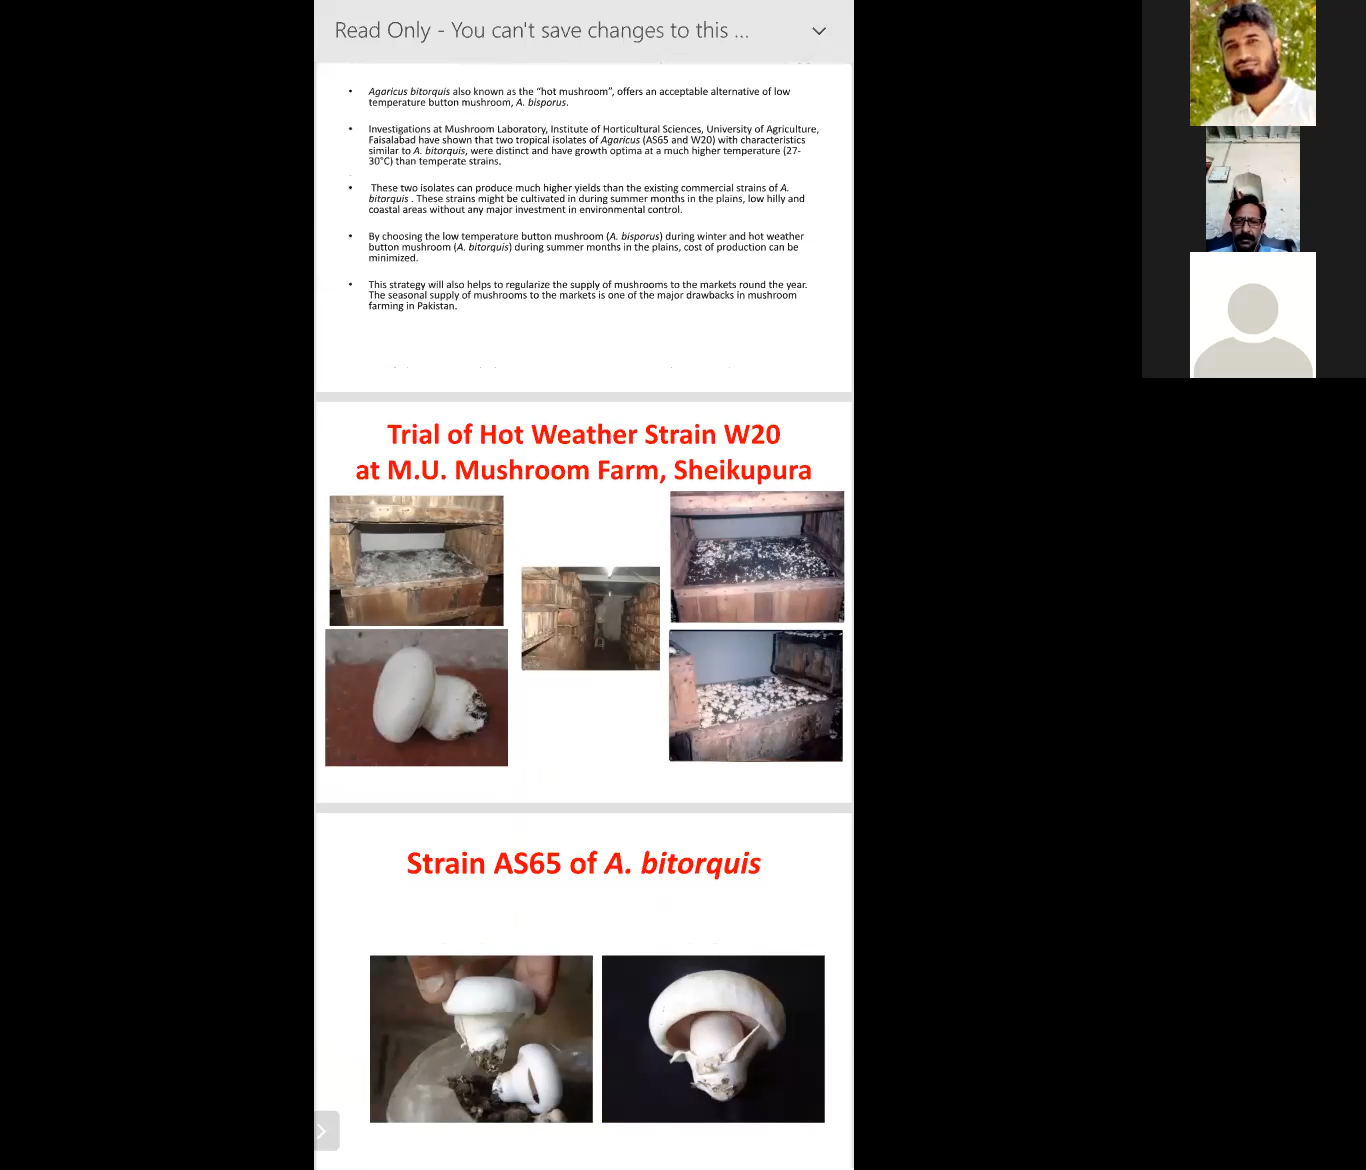 Read Only - You can't save changes to this ...
• Agaricus bitorquis also known as the “hot mushroom”, offers an acceptable alternative of low
temperature button mushroom, A. bisporus.
• Investigations at Mushroom Laboratory, Institute of Horticultural Sciences, University of Agriculture,
Faisalabad have shown that two tropical isolates of Agaricus (AS65 and W20) with characteristics
similar to A. bitorquis, were distinct and have growth optima at a much higher temperature (27-
30°C) than temperate strains.
• These two isolates can produce much higher yields than the existing commercial strains of A.
bitorquis . These strains might be cultivated in during summer months in the plains, low hilly and
coastal areas without any major investment in environmental control.
• By choosing the low temperature button mushroom (A. bisporus) during winter and hot weather
button mushroom (A. bitorquis) during summer months in the plains, cost of production can be
minimized.
• This strategy will also helps to regularize the supply of mushrooms to the markets round the year.
The seasonal supply of mushrooms to the markets is one of the major drawbacks in mushroom
farming in Pakistan.
Trial of Hot Weather Strain W20
at M.U. Mushroom Farm, Sheikupura
Strain AS65 of A. bitorquis